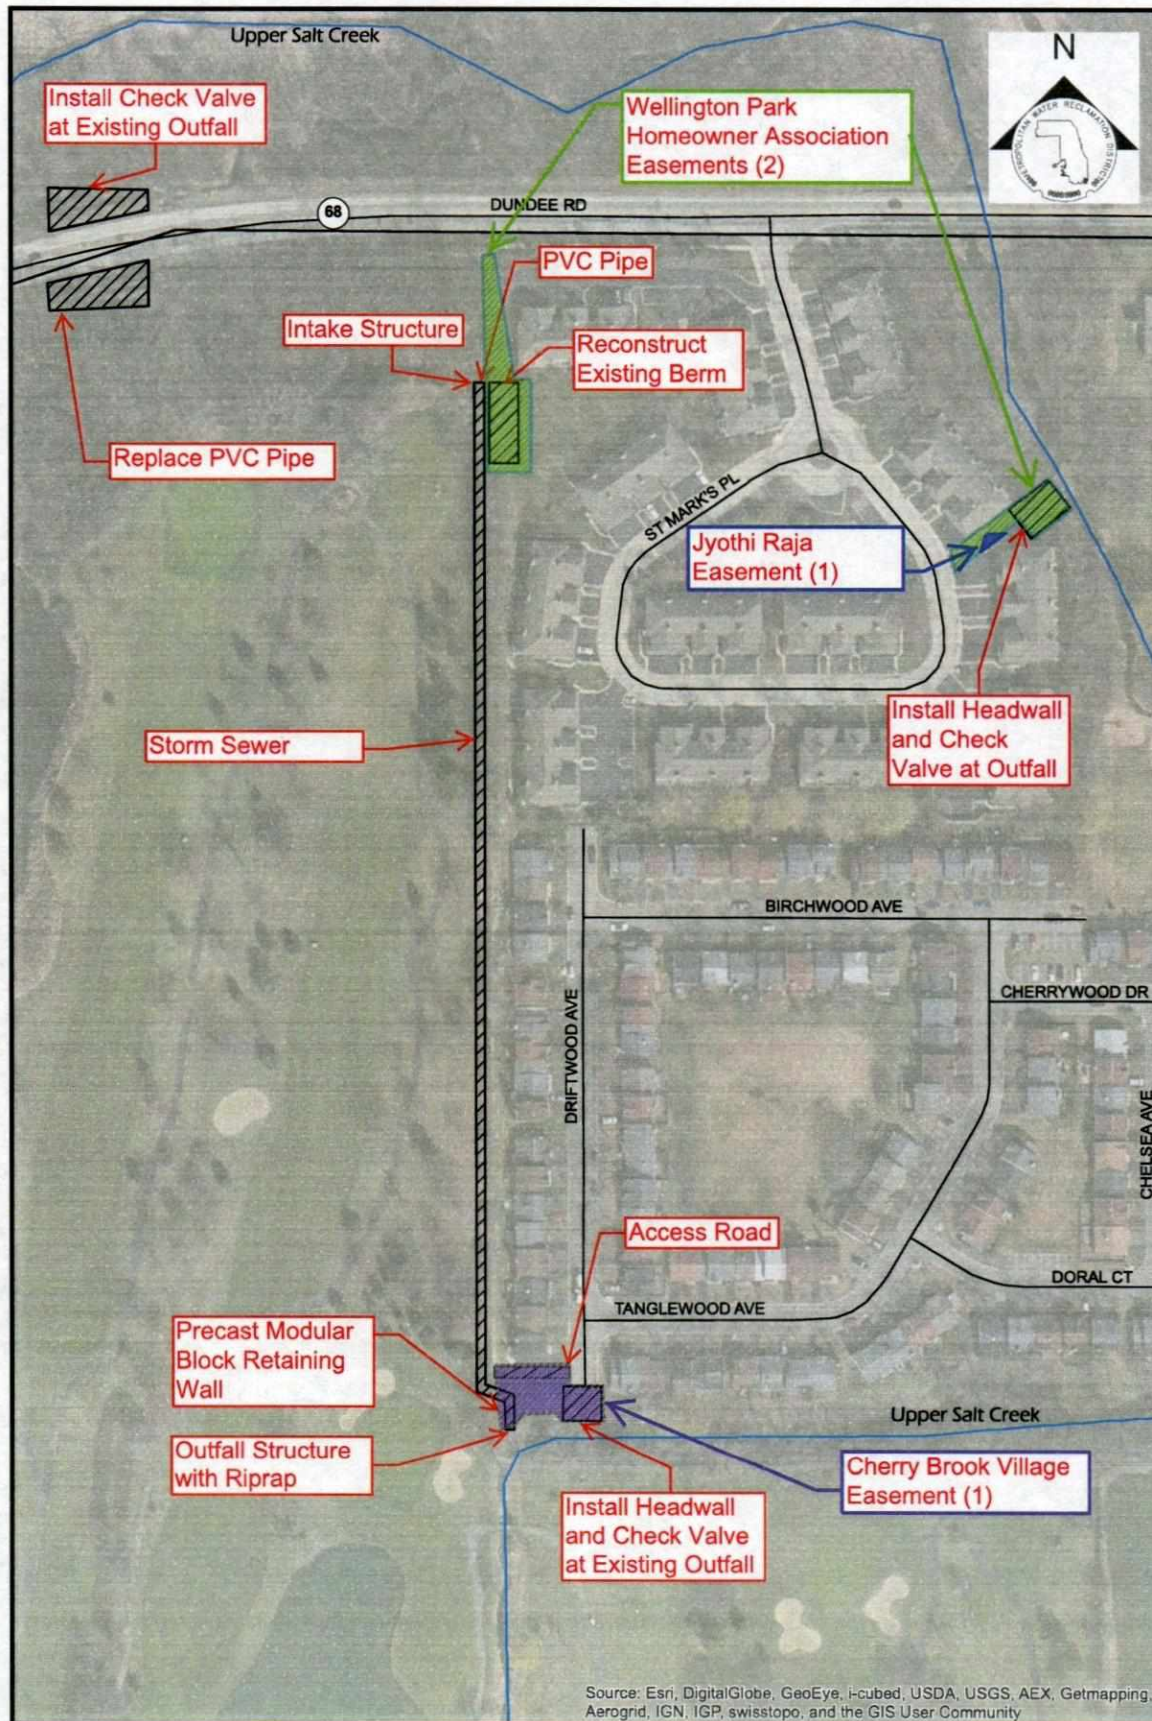 Upper Salt Creek
N
Install Check Valve
at Existing Outfall
Wellington Park
Homeowner Association
Easements (2)
METROPOLITAN WATER RECLAMATION DISTRICT
68
DUNDEE RD
PVC Pipe
Intake Structure
Reconstruct
Existing Berm
Replace PVC Pipe
ST MARK'S PL
Jyothi Raja
Easement (1)
Install Headwall
and Check
Valve at Outfall
Storm Sewer
BIRCHWOOD AVE
CHERRYWOOD DR
DRIFTWOOD AVE
CHELSEA AVE
Access Road
DORAL CT
TANGLEWOOD AVE
Precast Modular
Block Retaining
Wall
Upper Salt Creek
Outfall Structure
with Riprap
Cherry Brook Village
Easement (1)
Install Headwall
and Check Valve
at Existing Outfall
Source: Esri, DigitalGlobe, GeoEye, i-cubed, USDA, USGS, AEX, Getmapping,
Aerogrid, IGN, IGP, swisstopo, and the GIS User Community